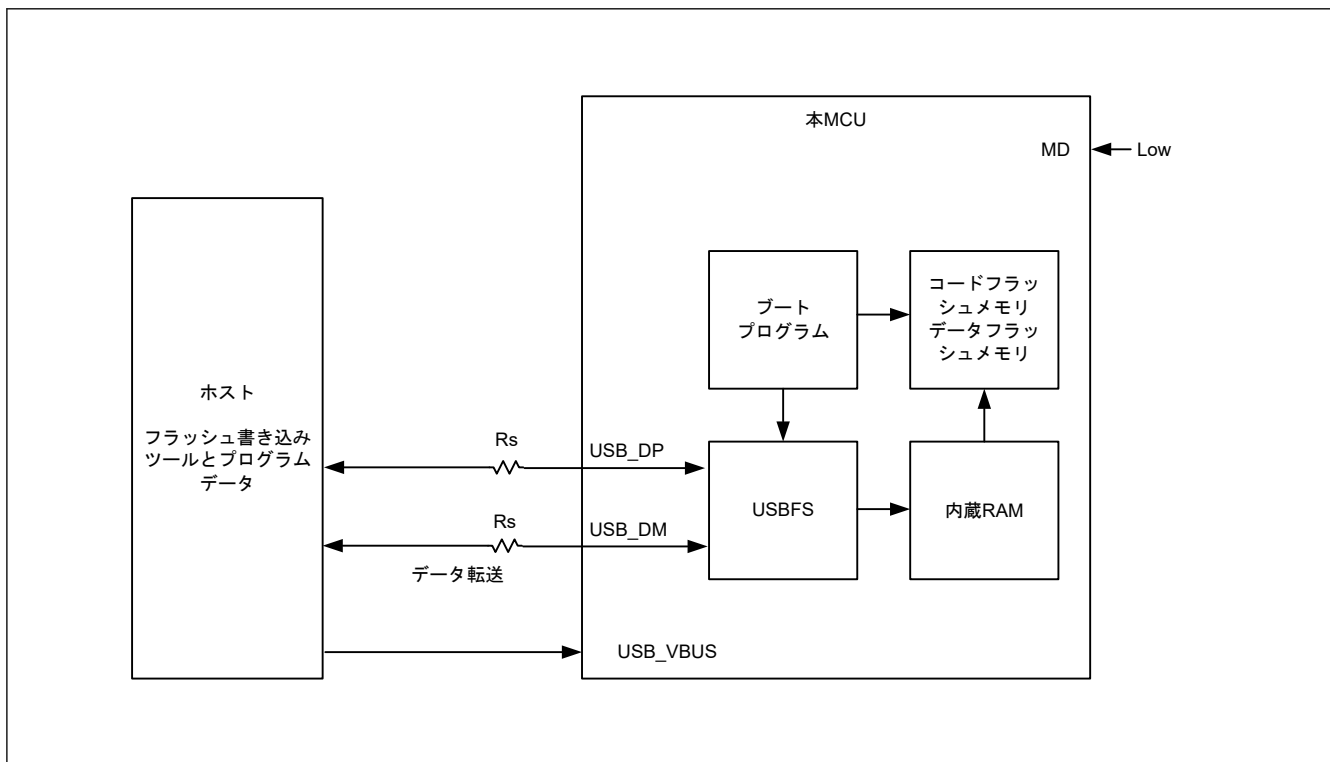 本MCU
MD
Low
ブート
プログラム
コードフラッ
シュメモリ
データフラッ
シュメモリ
ホスト
フラッシュ書き込み
ツールとプログラム
データ
Rs
USB_DP
USBFS
内蔵RAM
Rs
USB_DM
データ転送
USB_VBUS